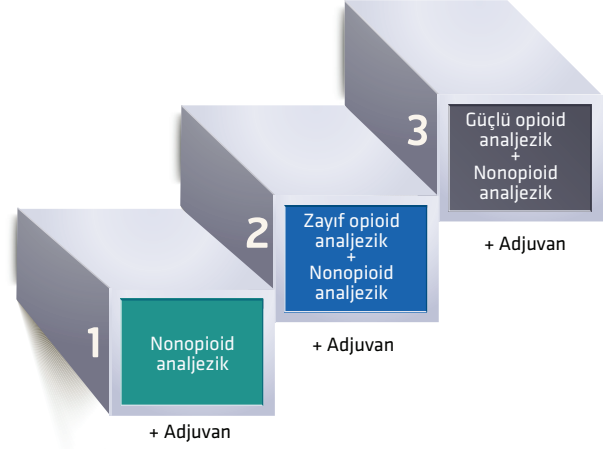 1
Nonopioid
analjezik
+ Adjuvan
2
Zayıf opioid
analjezik
+
Nonopioid
analjezik
+ Adjuvan
3
Güçlü opioid
analjezik
+
Nonopioid
analjezik
+ Adjuvan